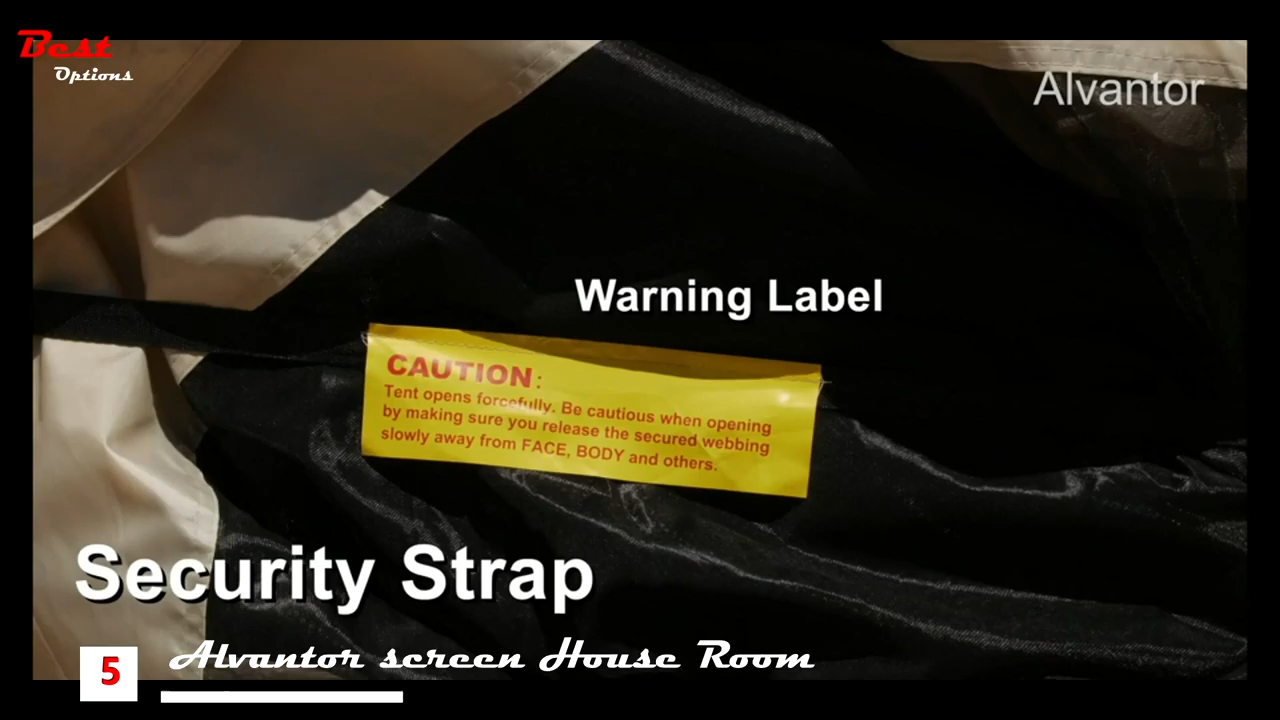 Best
Options
Alvantor
Warning Label
CAUTION:
Tent opens forcefully. Be cautious when opening
by making sure you release the secured webbing
slowly away from FACE, BODY and others.
Security Strap
5
Alvantor screen House Room